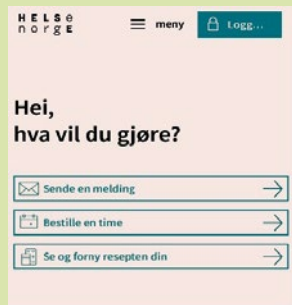 HELSe
norgE
meny
Logg...
Hei,
hva vil du gjøre?
Sende en melding
Bestille en time
Se og forny resepten din